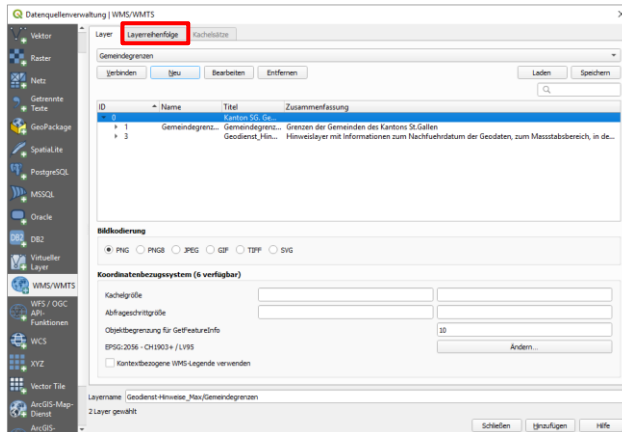 Datenquellenverwaltung | WMS/WMTS
Vektor
Raster
Netz
Getrennte
Texte
GeoPackage
SpatiaLite
PostgreSQL
MSSQL
Oracle
DB2
DB2
Virtueller
Layer
WMS/WMTS
WFS / OGC
API-
Funktionen
WCS
XYZ
Vector Tile
ArcGIS-Map-
Dienst
ArcGIS-
Layer Layerreihenfolge Kachelsätze
Gemeindegrenzen
Verbinden Neu Bearbeiten Entfernen Laden Speichern
ID Name Titel Zusammenfassung
0 Kanton SG. Ge...
1 Gemeindegrenz... Gemeindegrenz... Grenzen der Gemeinden des Kantons St.Gallen
3 Geodienst_Hin... Hinweislayer mit Informationen zum Nachfuehrdatum der Geodaten, zum Massstabsbereich, in de...
Bildkodierung
PNG PNG8 JPEG GIF TIFF SVG
Koordinatenbezugssystem (6 verfügbar)
Kachelgröße
Abfrageschrittgröße
Objektbegrenzung für GetFeatureInfo 10
EPSG:2056 - CH1903+ / LV95 Ändern...
Kontextbezogene WMS-Legende verwenden
Layername Geodienst-Hinweise_Max/Gemeindegrenzen
2 Layer gewählt
Schließen Hinzufügen Hilfe